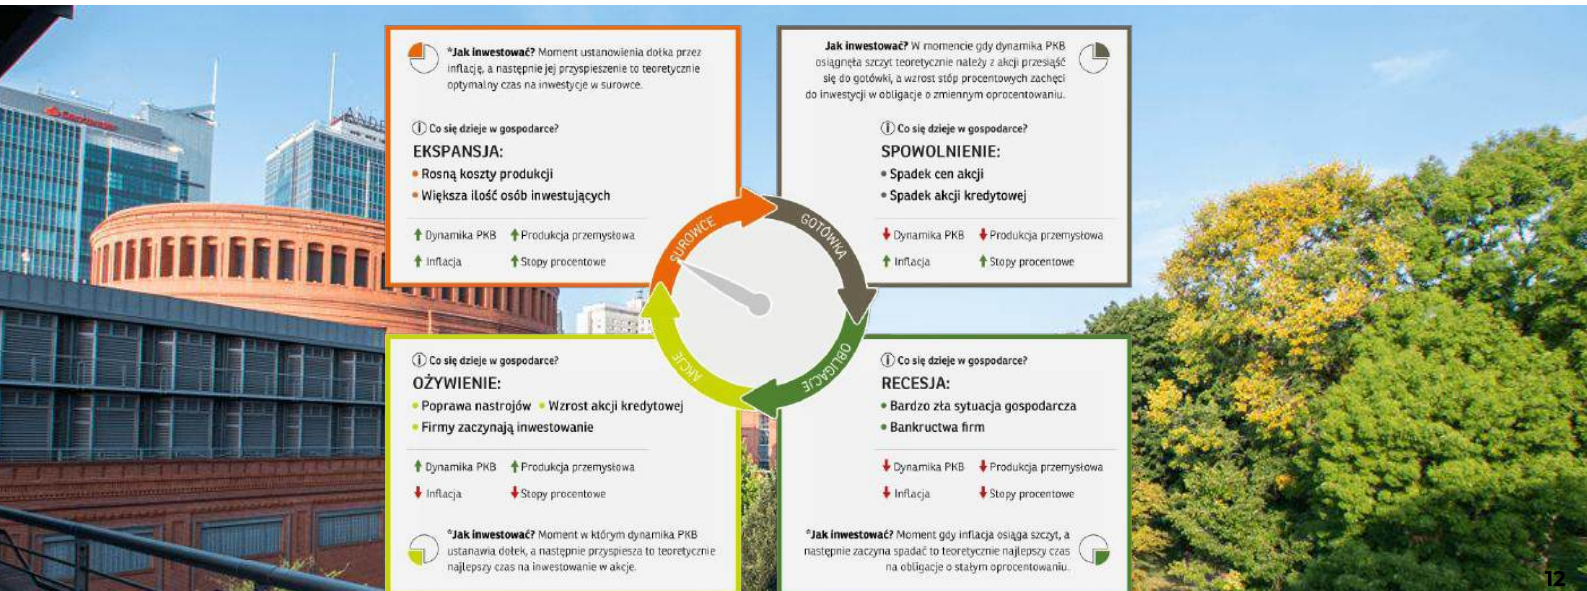 *Jak inwestować? Moment ustanowienia dołka przez
inflację, a następnie jej przyspieszenie to teoretycznie
optymalny czas na inwestycje w surowce.
Co się dzieje w gospodarce?
EKSPANSJA:
Rosną koszty produkcji
Większa ilość osób inwestujących
Dynamika PKB Produkcja przemysłowa
Inflacja Stopy procentowe
Jak inwestować? W momencie gdy dynamika PKB
osiągnęła szczyt teoretycznie należy z akcji przesiąść
się do gotówki, a wzrost stóp procentowych zachęci
do inwestycji w obligacje o zmiennym oprocentowaniu.
Co się dzieje w gospodarce?
SPOWOLNIENIE:
Spadek cen akcji
Spadek akcji kredytowej
Dynamika PKB Produkcja przemysłowa
Inflacja Stopy procentowe
SUROWCE
GOTÓWKA
OBLIGACJE
AKCJE
Co się dzieje w gospodarce?
OŻYWIENIE:
Poprawa nastrojów Wzrost akcji kredytowej
Firmy zaczynają inwestowanie
Dynamika PKB Produkcja przemysłowa
Inflacja Stopy procentowe
*Jak inwestować? Moment w którym dynamika PKB
ustanawia dołek, a następnie przyspiesza to teoretycznie
najlepszy czas na inwestowanie w akcje.
Co się dzieje w gospodarce?
RECESJA:
Bardzo zła sytuacja gospodarcza
Bankructwa firm
Dynamika PKB Produkcja przemysłowa
Inflacja Stopy procentowe
*Jak inwestować? Moment gdy inflacja osiąga szczyt, a
następnie zaczyna spadać to teoretycznie najlepszy czas
na obligacje o stałym oprocentowaniu.
12